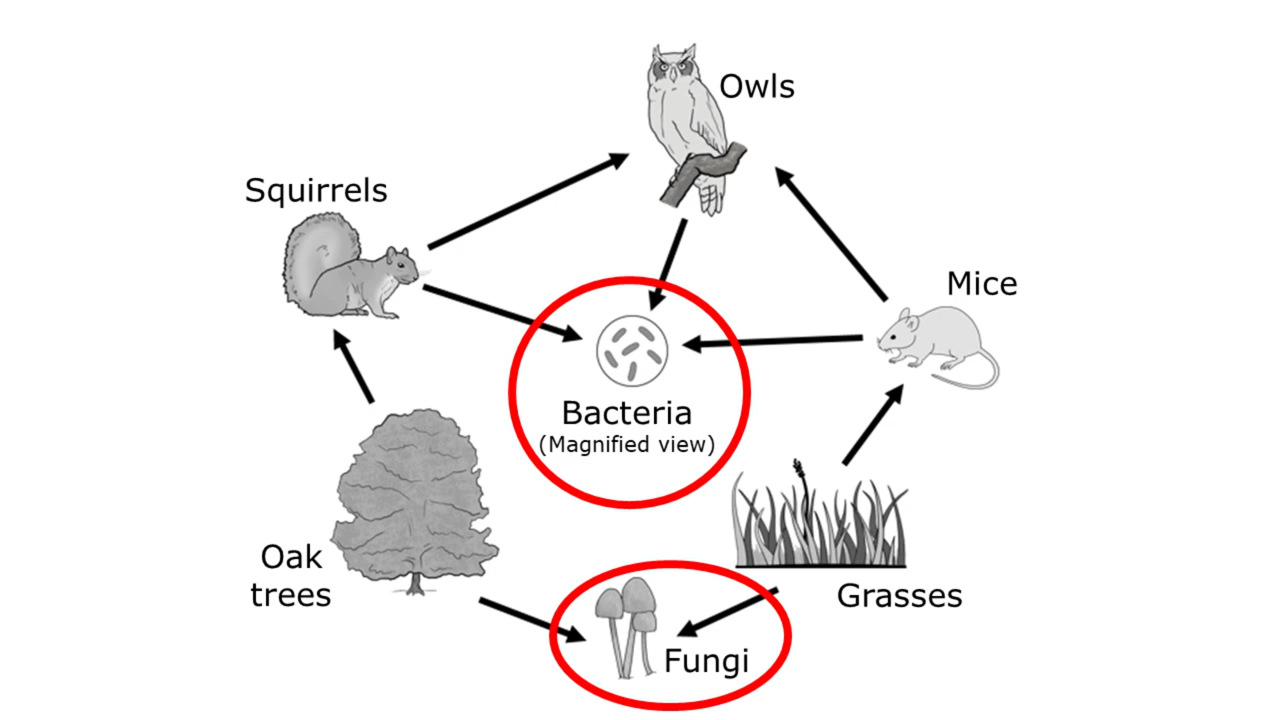 Owls
Squirrels
Mice
Bacteria
(Magnified view)
Oak
trees
Grasses
Fungi